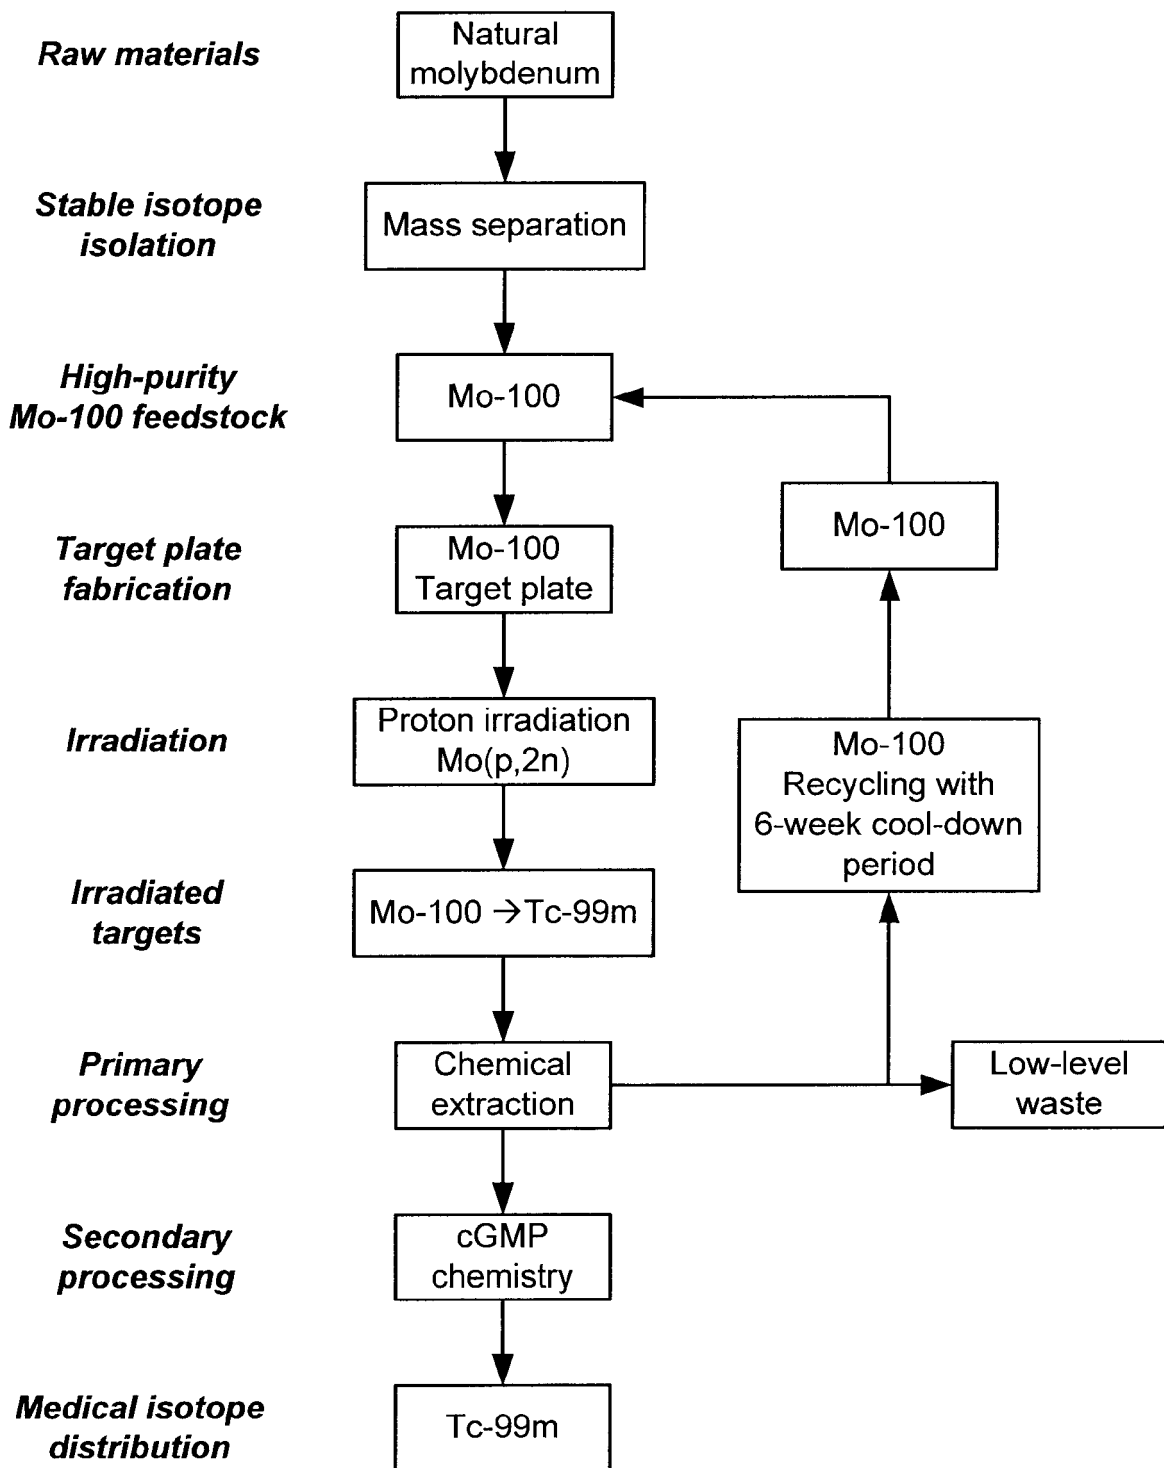 Raw materials
Natural
molybdenum
Stable isotope
isolation
Mass separation
High-purity
Mo-100 feedstock
Mo-100
Mo-100
Target plate
fabrication
Mo-100
Target plate
Irradiation
Proton irradiation
Mo(p,2n)
Mo-100
Recycling with
6-week cool-down
period
Irradiated
targets
Mo-100 →Tc-99m
Primary
processing
Chemical
extraction
Low-level
waste
Secondary
processing
cGMP
chemistry
Medical isotope
distribution
Tc-99m